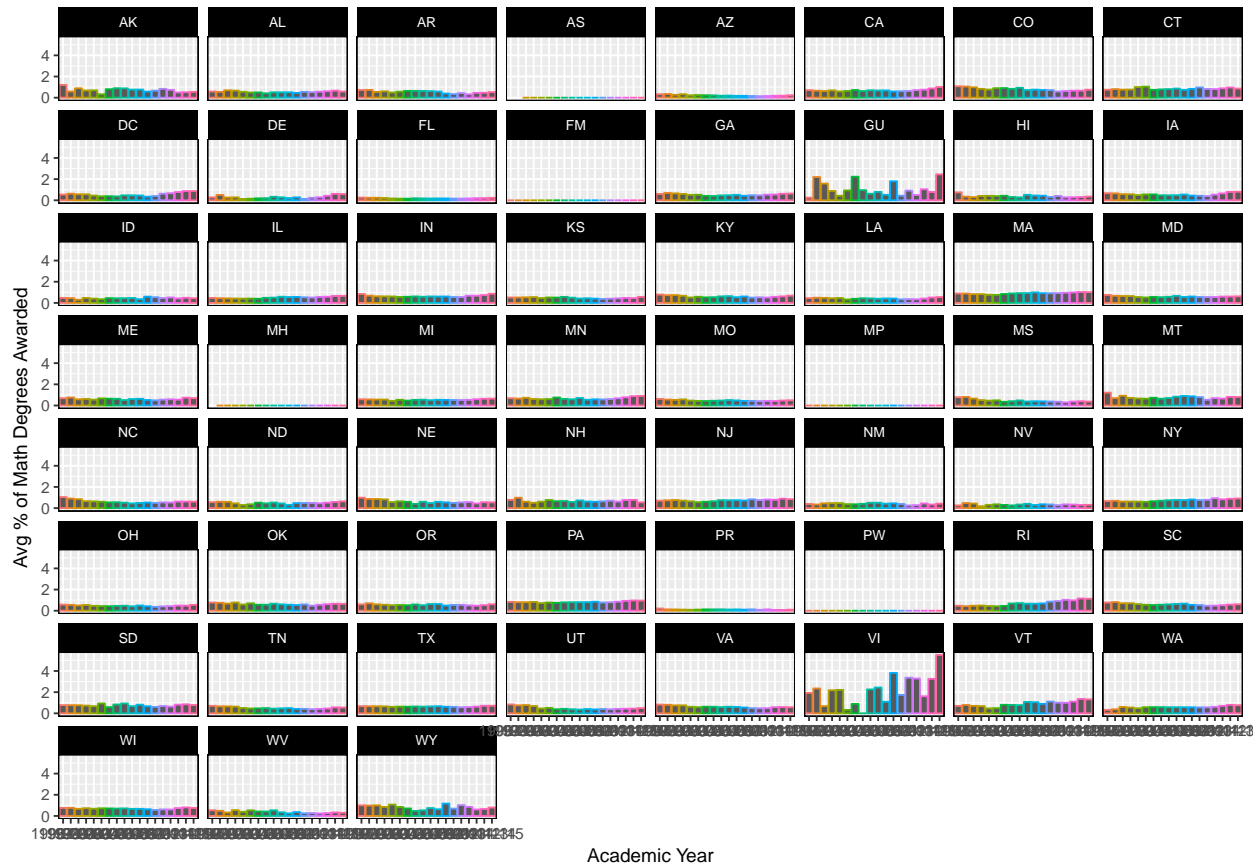 AK AL AR AS AZ CA CO CT
4
2
0
DC DE FL FM GA GU HI IA
4
2
0
ID IL IN KS KY LA MA MD
4
2
0
ME MH MI MN MO MP MS MT
4
2
0
NC ND NE NH NJ NM NV NY
4
2
0
OH OK OR PA PR PW RI SC
4
2
0
SD TN TX UT VA VI VT WA
4
2
0
WI WV WY
4
2
0
Avg % of Math Degrees Awarded
Academic Year